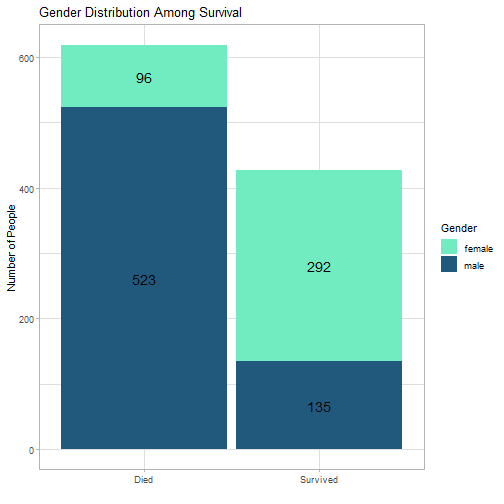 Gender Distribution Among Survival
Number of People
600
400
200
0
96
523
292
135
Died
Survived
Gender
female
male